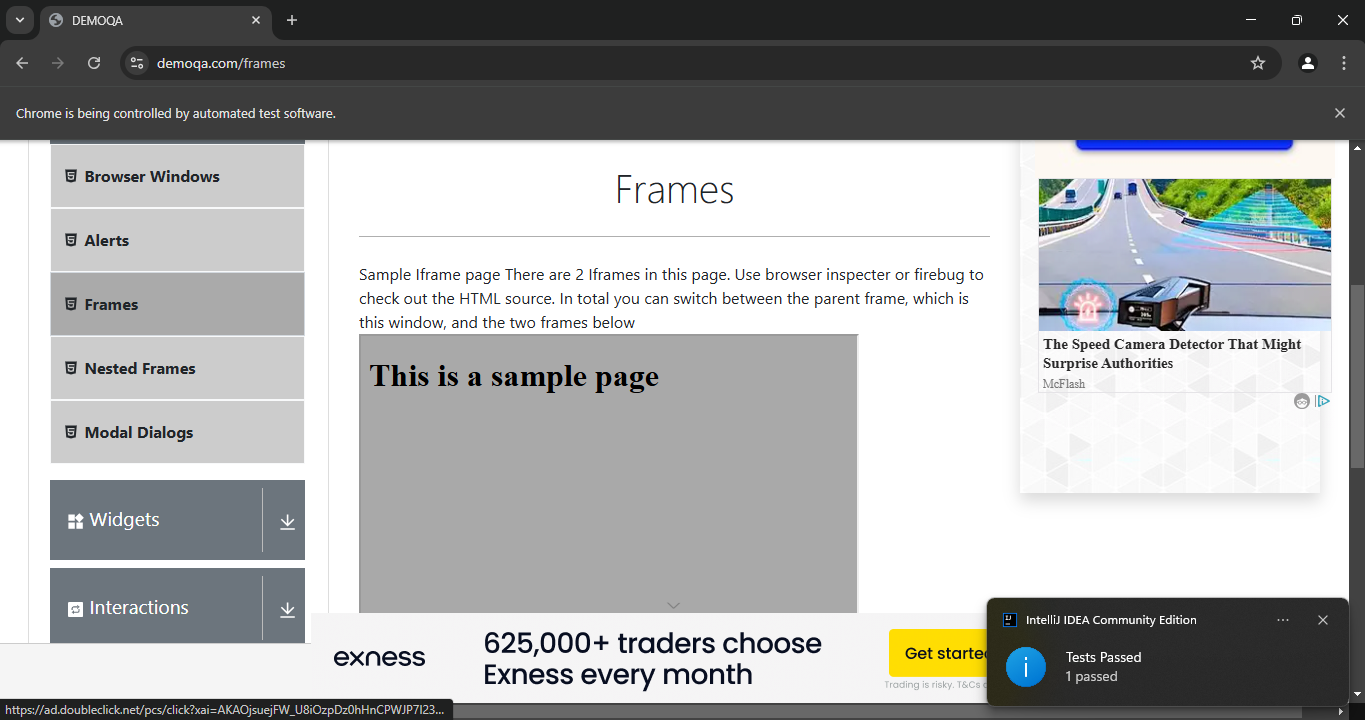 DEMOQA
demoqa.com/frames
Chrome is being controlled by automated test software.
Browser Windows
Alerts
Frames
Nested Frames
Modal Dialogs
Widgets
Interactions
Frames
Sample Iframe page There are 2 Iframes in this page. Use browser inspecter or firebug to
check out the HTML source. In total you can switch between the parent frame, which is
this window, and the two frames below
This is a sample page
The Speed Camera Detector That Might
Surprise Authorities
McFlash
exness
625,000+ traders choose
Exness every month
Get starte
Trading is risky. T&Cs
IntelliJ IDEA Community Edition
Tests Passed
1 passed
https://ad.doubleclick.net/pcs/click?xai=AKAOjsuejFW_U8iOzpDz0hHnCPWJP7I23...